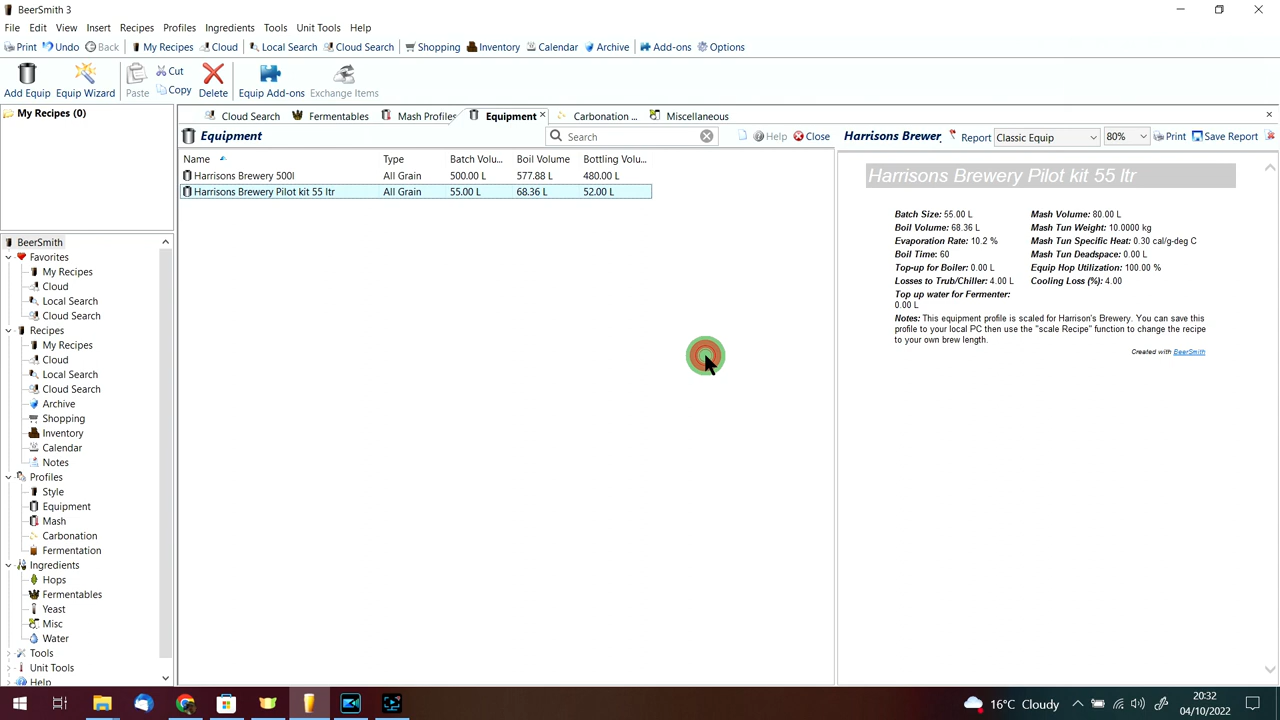 BeerSmith 3
File Edit View Insert Recipes Profiles Ingredients Tools Unit Tools Help
Print Undo Back My Recipes Cloud Local Search Cloud Search Shopping Inventory Calendar Archive Add-ons Options
Add Equip Equip Wizard Paste Cut Copy Delete Equip Add-ons Exchange Items
My Recipes (0)
Cloud Search Fermentables Mash Profiles Equipment Carbonation ... Miscellaneous
Equipment Search Help Close
Harrisons Brewer Report Classic Equip 80% Print Save Report
Name Type Batch Volu... Boil Volume Bottling Volu...
Harrisons Brewery 500l All Grain 500.00 L 577.88 L 480.00 L
Harrisons Brewery Pilot kit 55 ltr All Grain 55.00 L 68.36 L 52.00 L
Harrisons Brewery Pilot kit 55 ltr
Batch Size: 55.00 L Mash Volume: 80.00 L
Boil Volume: 68.36 L Mash Tun Weight: 10.0000 kg
Evaporation Rate: 10.2 % Mash Tun Specific Heat: 0.30 cal/g-deg C
Boil Time: 60 Mash Tun Deadspace: 0.00 L
Top-up for Boiler: 0.00 L Equip Hop Utilization: 100.00 %
Losses to Trub/Chiller: 4.00 L Cooling Loss (%): 4.00
Top up water for Fermenter:
0.00 L
Notes: This equipment profile is scaled for Harrison's Brewery. You can save this
profile to your local PC then use the "scale Recipe" function to change the recipe
to your own brew length.
Created with BeerSmith
BeerSmith
Favorites
My Recipes
Cloud
Local Search
Cloud Search
Recipes
My Recipes
Cloud
Local Search
Cloud Search
Archive
Shopping
Inventory
Calendar
Notes
Profiles
Style
Equipment
Mash
Carbonation
Fermentation
Ingredients
Hops
Fermentables
Yeast
Misc
Water
Tools
Unit Tools
Help
16°C Cloudy
20:32
04/10/2022